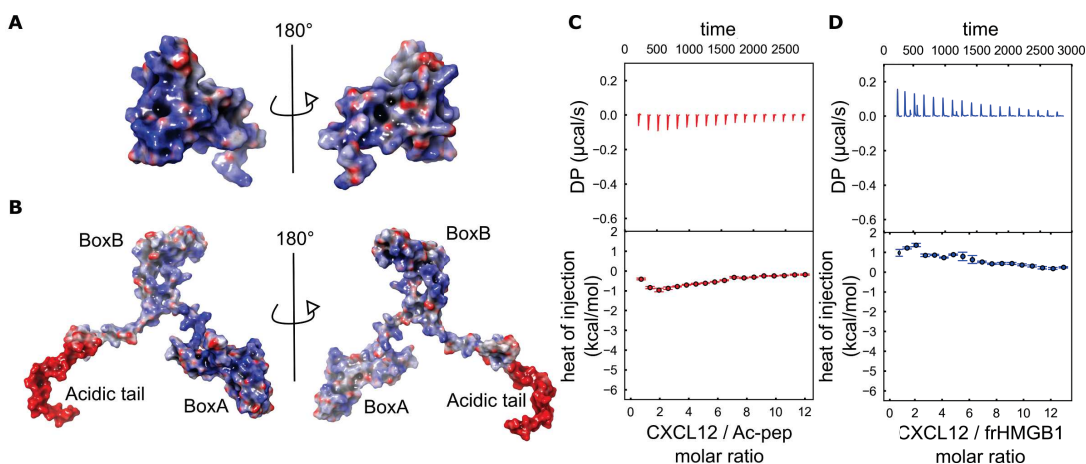 A
180°
B
BoxB
180°
BoxB
Acidic tail
BoxA
BoxA
Acidic tail
C
time
0 500 1000 1500 2000 2500
DP (µcal/s)
0.2
0.0
−0.2
−0.4
−0.6
heat of injection
(kcal/mol)
2
1
0
−1
−2
−3
−4
−5
−6
0 2 4 6 8 10 12
CXCL12 / Ac-pep
molar ratio
D
time
0 500 1000 1500 2000 2500 3000
DP (µcal/s)
0.2
0.0
−0.2
−0.4
−0.6
heat of injection
(kcal/mol)
2
1
0
−1
−2
−3
−4
−5
−6
0 2 4 6 8 10 12
CXCL12 / frHMGB1
molar ratio